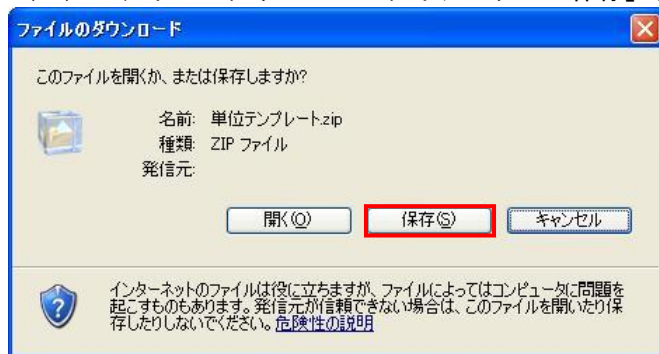 ファイルのダウンロード
このファイルを開くか、または保存しますか?
名前: 単位テンプレート.zip
種類: ZIP ファイル
発信元:
開く(O) 保存(S) キャンセル
インターネットのファイルは役に立ちますが、ファイルによってはコンピュータに問題を
起こすものもあります。発信元が信頼できない場合は、このファイルを開いたり保
存したりしないでください。危険性の説明